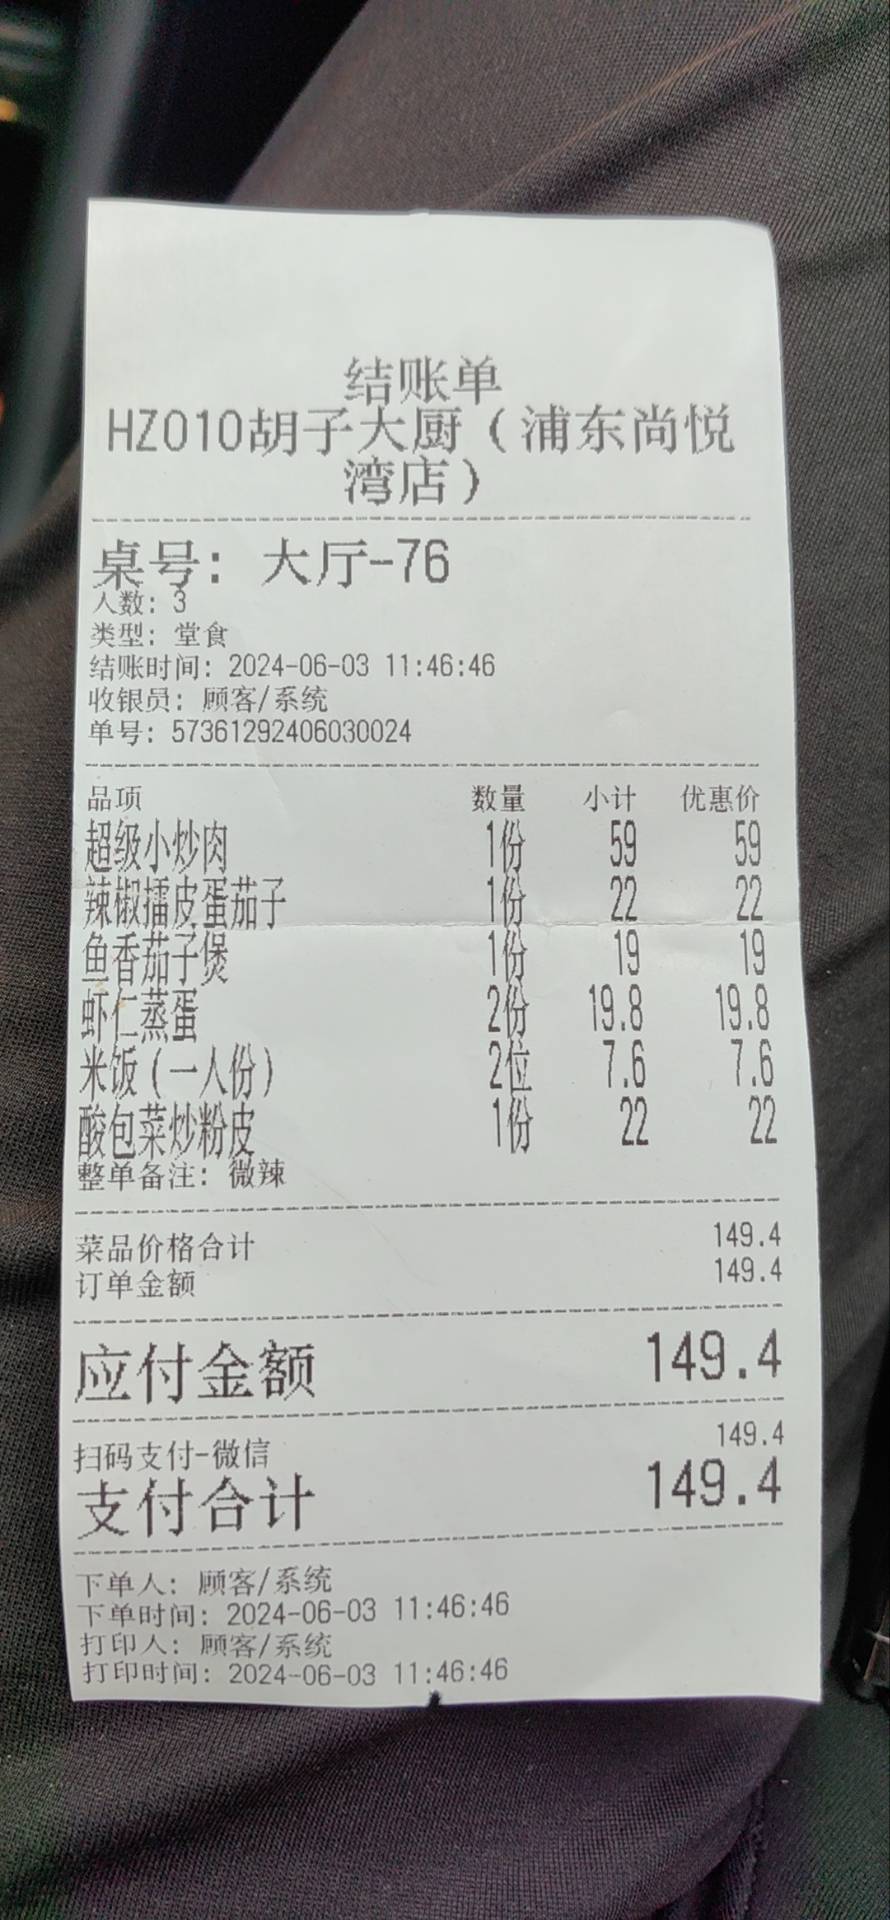 结账单
HZ010胡子大厨（浦东尚悦
湾店）
桌号: 大厅-76
人数: 3
类型: 堂食
结账时间: 2024-06-03 11:46:46
收银员: 顾客/系统
单号: 57361292406030024
品项 数量 小计 优惠价
超级小炒肉 1份 59 59
辣椒擂皮蛋茄子 1份 22 22
鱼香茄子煲 1份 19 19
虾仁蒸蛋 2份 19.8 19.8
米饭(一人份) 2位 7.6 7.6
酸包菜炒粉皮 1份 22 22
整单备注: 微辣
菜品价格合计 149.4
订单金额 149.4
应付金额 149.4
扫码支付-微信 149.4
支付合计 149.4
下单人: 顾客/系统
下单时间: 2024-06-03 11:46:46
打印人: 顾客/系统
打印时间: 2024-06-03 11:46:46